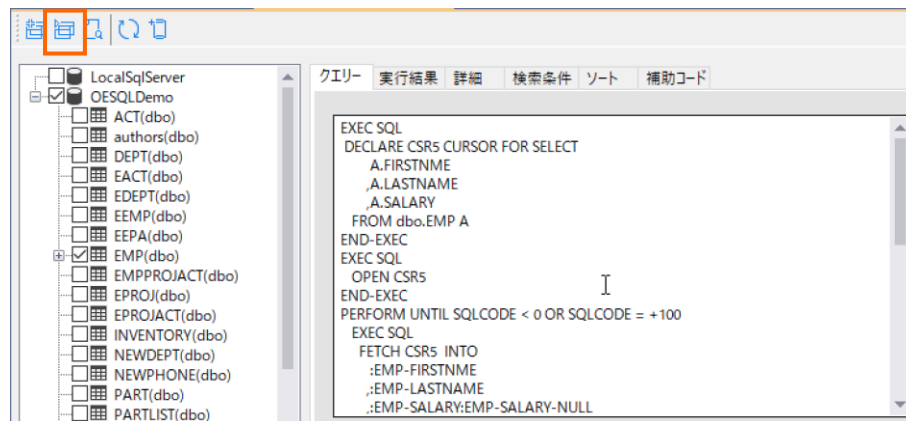 LocalSqlServer
OESQLDemo
ACT(dbo)
authors(dbo)
DEPT(dbo)
EACT(dbo)
EDEPT(dbo)
EEMP(dbo)
EEPA(dbo)
EMP(dbo)
EMPPROJACT(dbo)
EPROJ(dbo)
EPROJACT(dbo)
INVENTORY(dbo)
NEWDEPT(dbo)
NEWPHONE(dbo)
PART(dbo)
PARTLIST(dbo)
クエリー 実行結果 詳細 検索条件 ソート 補助コード
EXEC SQL
DECLARE CSR5 CURSOR FOR SELECT
A.FIRSTNME
,A.LASTNAME
,A.SALARY
FROM dbo.EMP A
END-EXEC
EXEC SQL
OPEN CSR5
END-EXEC
PERFORM UNTIL SQLCODE < 0 OR SQLCODE = +100
EXEC SQL
FETCH CSR5 INTO
:EMP-FIRSTNME
,:EMP-LASTNAME
,:EMP-SALARY:EMP-SALARY-NULL